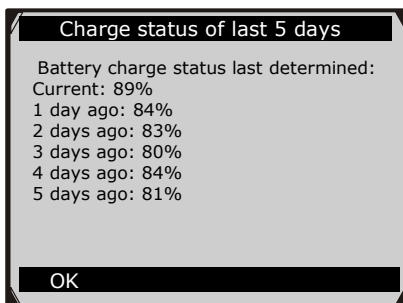 Charge status of last 5 days
Battery charge status last determined:
Current: 89%
1 day ago: 84%
2 days ago: 83%
3 days ago: 80%
4 days ago: 84%
5 days ago: 81%
OK